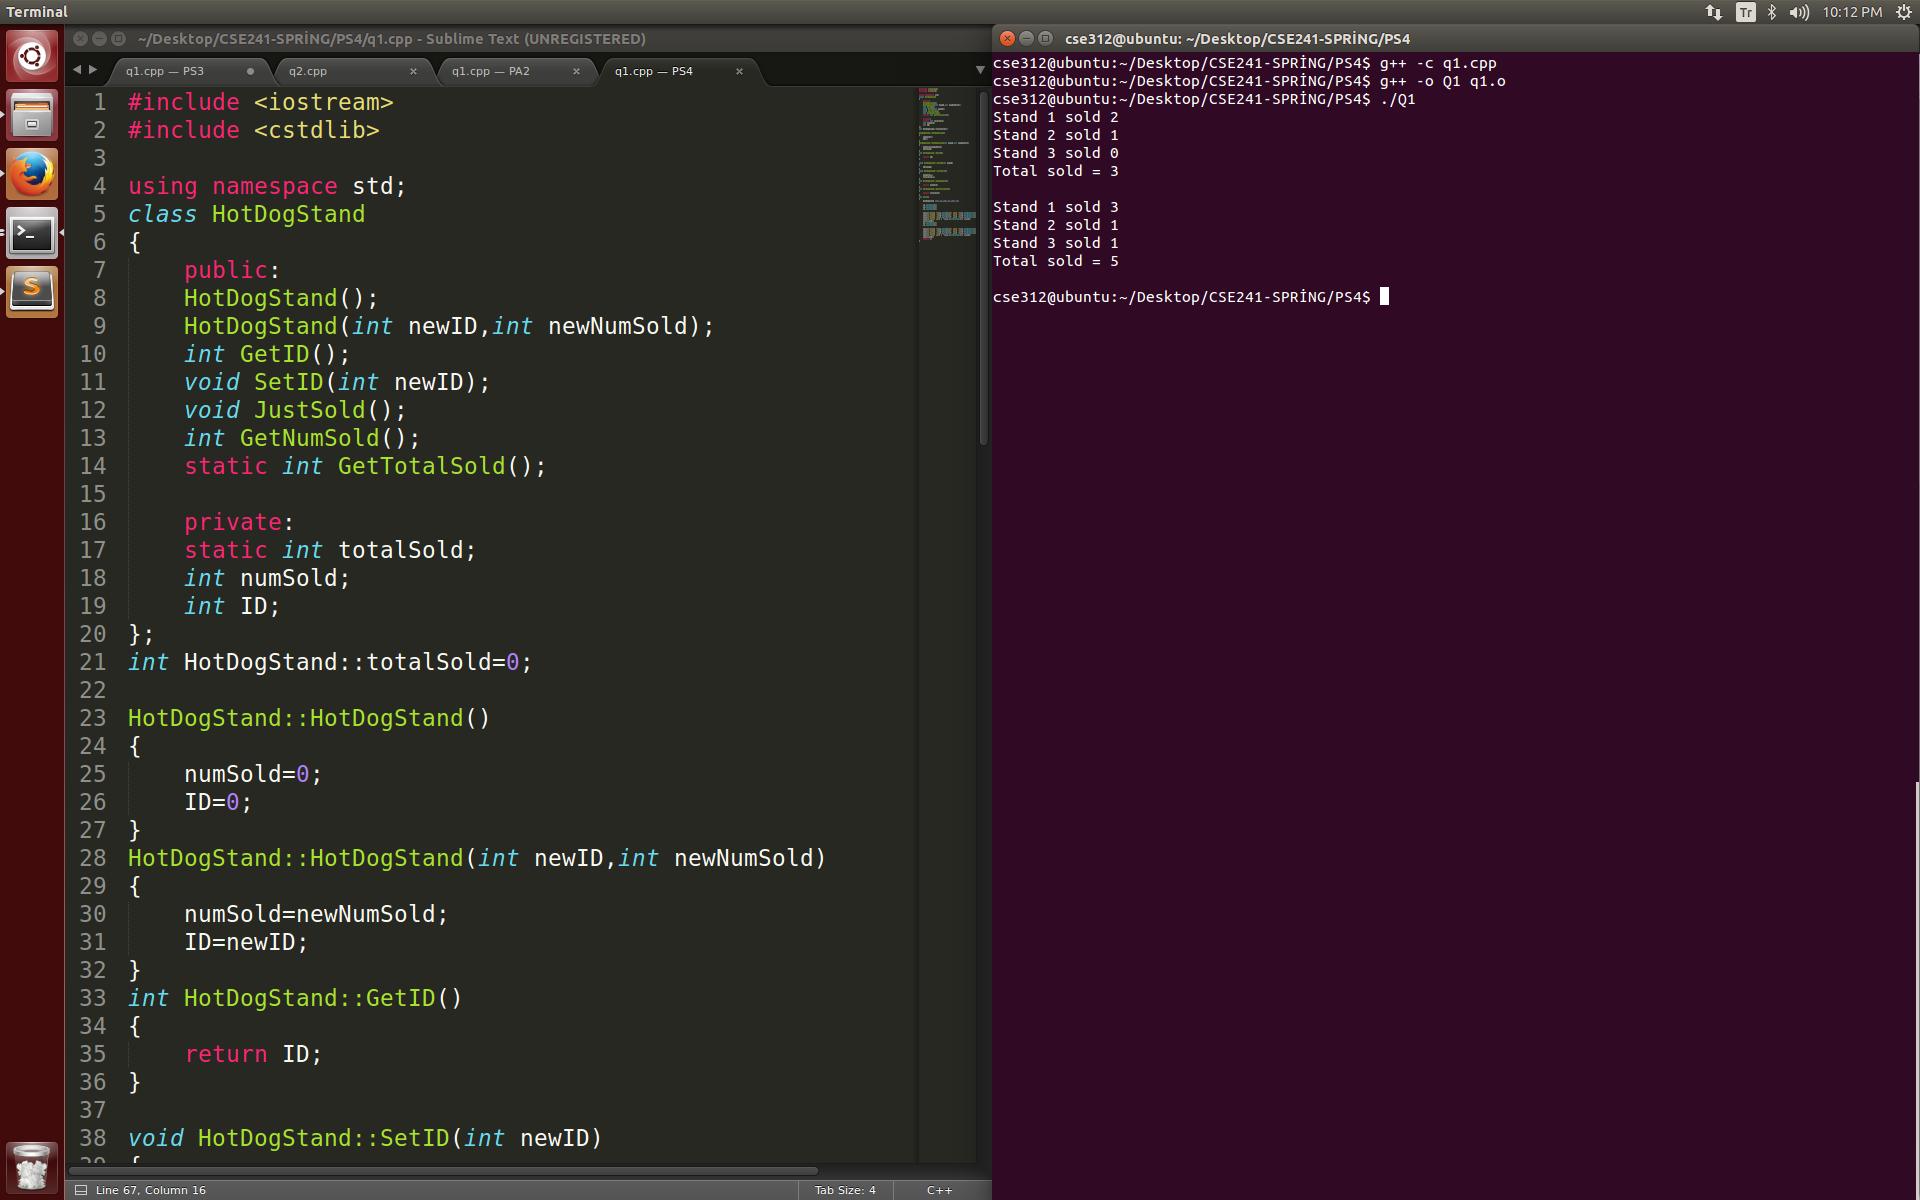 Terminal
Tr
10:12 PM
~/Desktop/CSE241-SPRİNG/PS4/q1.cpp - Sublime Text (UNREGISTERED)
q1.cpp — PS3
q2.cpp
q1.cpp — PA2
q1.cpp — PS4
1 #include <iostream>
2 #include <cstdlib>
3
4 using namespace std;
5 class HotDogStand
6 {
7 public:
8 HotDogStand();
9 HotDogStand(int newID,int newNumSold);
10 int GetID();
11 void SetID(int newID);
12 void JustSold();
13 int GetNumSold();
14 static int GetTotalSold();
15
16 private:
17 static int totalSold;
18 int numSold;
19 int ID;
20 };
21 int HotDogStand::totalSold=0;
22
23 HotDogStand::HotDogStand()
24 {
25 numSold=0;
26 ID=0;
27 }
28 HotDogStand::HotDogStand(int newID,int newNumSold)
29 {
30 numSold=newNumSold;
31 ID=newID;
32 }
33 int HotDogStand::GetID()
34 {
35 return ID;
36 }
37
38 void HotDogStand::SetID(int newID)
39 {
Line 67, Column 16
Tab Size: 4
C++
cse312@ubuntu: ~/Desktop/CSE241-SPRİNG/PS4
cse312@ubuntu:~/Desktop/CSE241-SPRİNG/PS4$ g++ -c q1.cpp
cse312@ubuntu:~/Desktop/CSE241-SPRİNG/PS4$ g++ -o Q1 q1.o
cse312@ubuntu:~/Desktop/CSE241-SPRİNG/PS4$ ./Q1
Stand 1 sold 2
Stand 2 sold 1
Stand 3 sold 0
Total sold = 3
Stand 1 sold 3
Stand 2 sold 1
Stand 3 sold 1
Total sold = 5
cse312@ubuntu:~/Desktop/CSE241-SPRİNG/PS4$